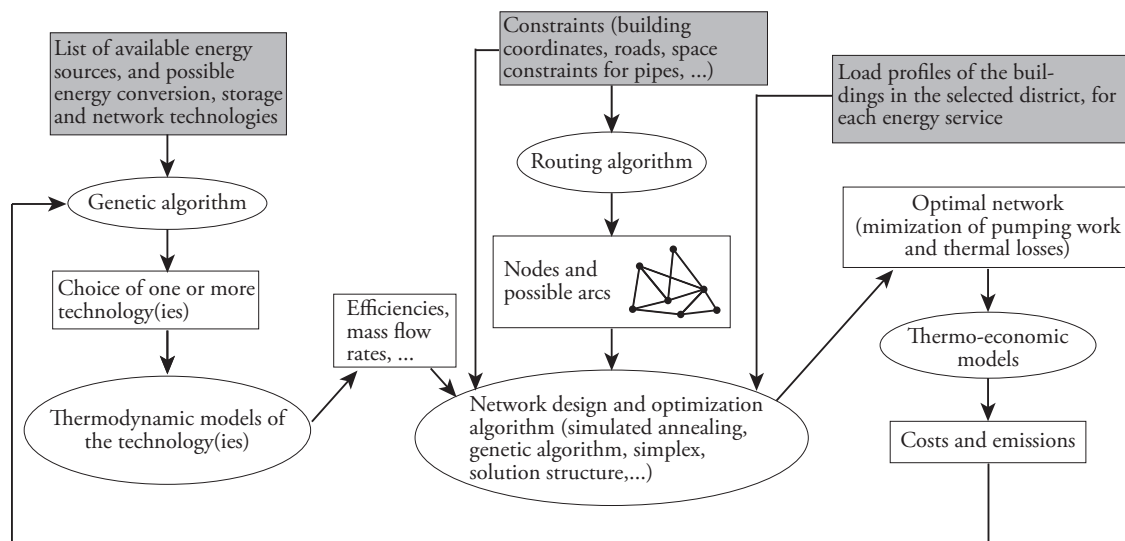 List of available energy
sources, and possible
energy conversion, storage
and network technologies
Genetic algorithm
Choice of one or more
technology(ies)
Thermodynamic models of
the technology(ies)
Efficiencies,
mass flow
rates, ...
Constraints (building
coordinates, roads, space
constraints for pipes, ...)
Routing algorithm
Nodes and
possible arcs
Network design and optimization
algorithm (simulated annealing,
genetic algorithm, simplex,
solution structure,...)
Load profiles of the buil-
dings in the selected district, for
each energy service
Optimal network
(mimization of pumping work
and thermal losses)
Thermo-economic
models
Costs and emissions